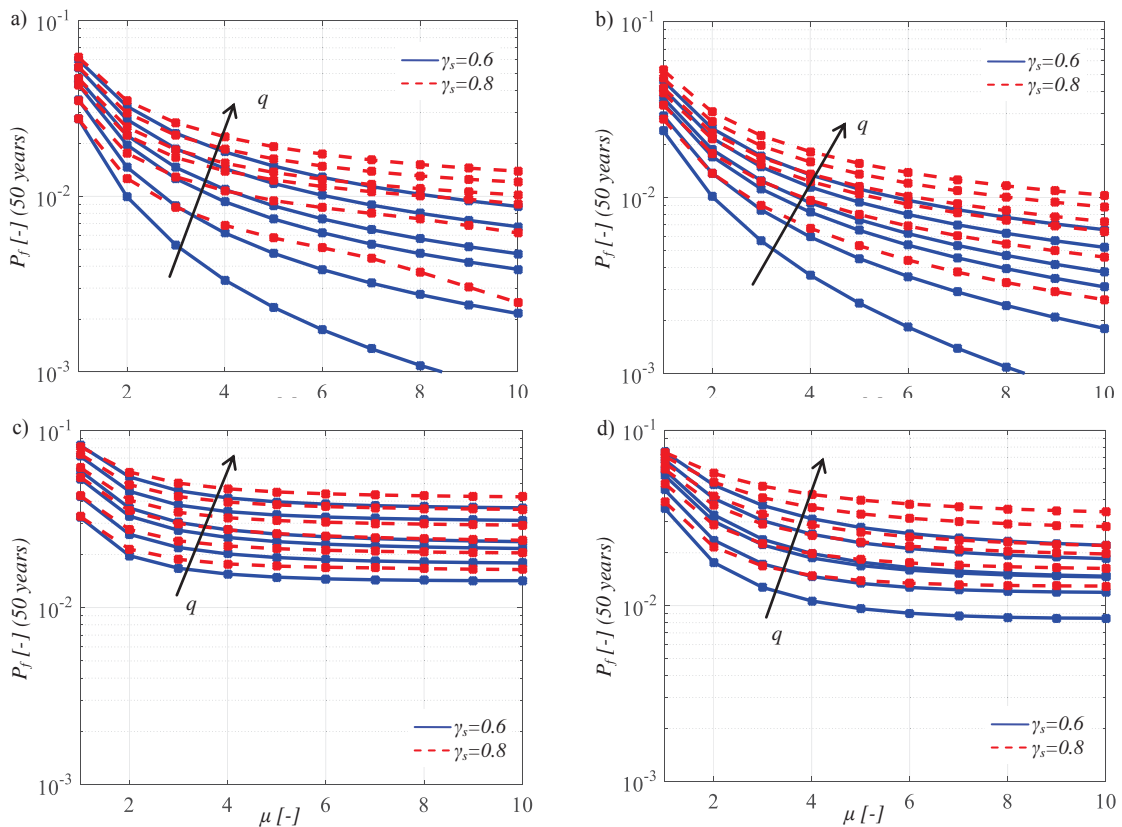 a)
10⁻¹
10⁻²
10⁻³
P_f [-] (50 years)
γ_s=0.6
γ_s=0.8
q
2 4 6 8 10
b)
10⁻¹
10⁻²
10⁻³
P_f [-] (50 years)
γ_s=0.6
γ_s=0.8
q
2 4 6 8 10
c)
10⁻¹
10⁻²
10⁻³
P_f [-] (50 years)
q
γ_s=0.6
γ_s=0.8
2 4 6 8 10
μ [-]
d)
10⁻¹
10⁻²
10⁻³
P_f [-] (50 years)
q
γ_s=0.6
γ_s=0.8
2 4 6 8 10
μ [-]